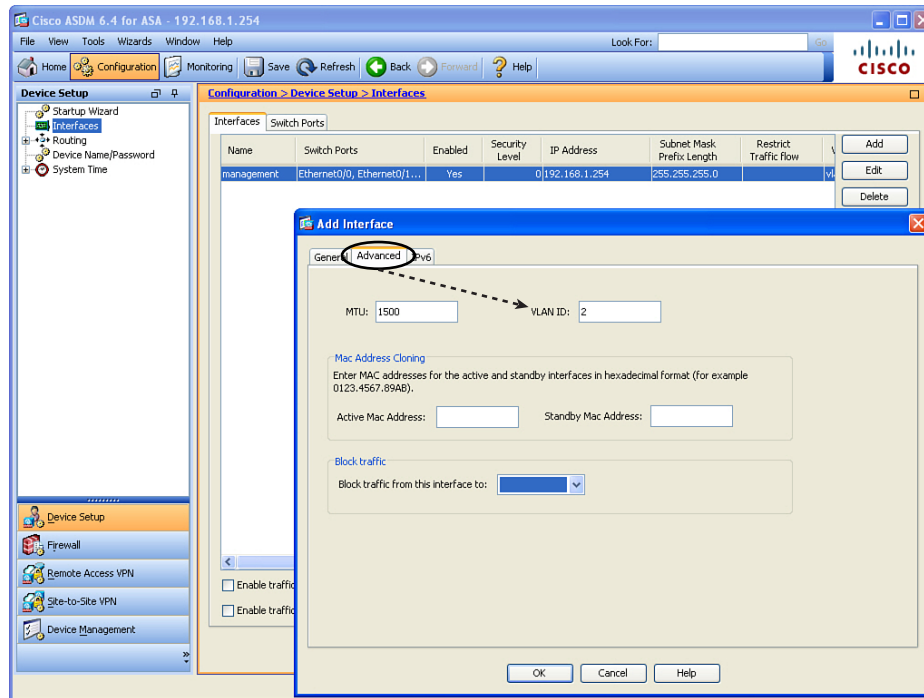 Cisco ASDM 6.4 for ASA - 192.168.1.254
File View Tools Wizards Window Help Look For: Go
Home Configuration Monitoring Save Refresh Back Forward Help
CISCO
Device Setup
Startup Wizard
Interfaces
Routing
Device Name/Password
System Time
Configuration > Device Setup > Interfaces
Interfaces Switch Ports
Name Switch Ports Enabled Security Level IP Address Subnet Mask Prefix Length Restrict Traffic flow
management Ethernet0/0, Ethernet0/1... Yes 0 192.168.1.254 255.255.255.0
Add
Edit
Delete
Add Interface
General Advanced IPv6
MTU: 1500 VLAN ID: 2
Mac Address Cloning
Enter MAC addresses for the active and standby interfaces in hexadecimal format (for example
0123.4567.89AB).
Active Mac Address: Standby Mac Address:
Block traffic
Block traffic from this interface to:
Enable traffic
Enable traffic
OK Cancel Help
Device Setup
Firewall
Remote Access VPN
Site-to-Site VPN
Device Management